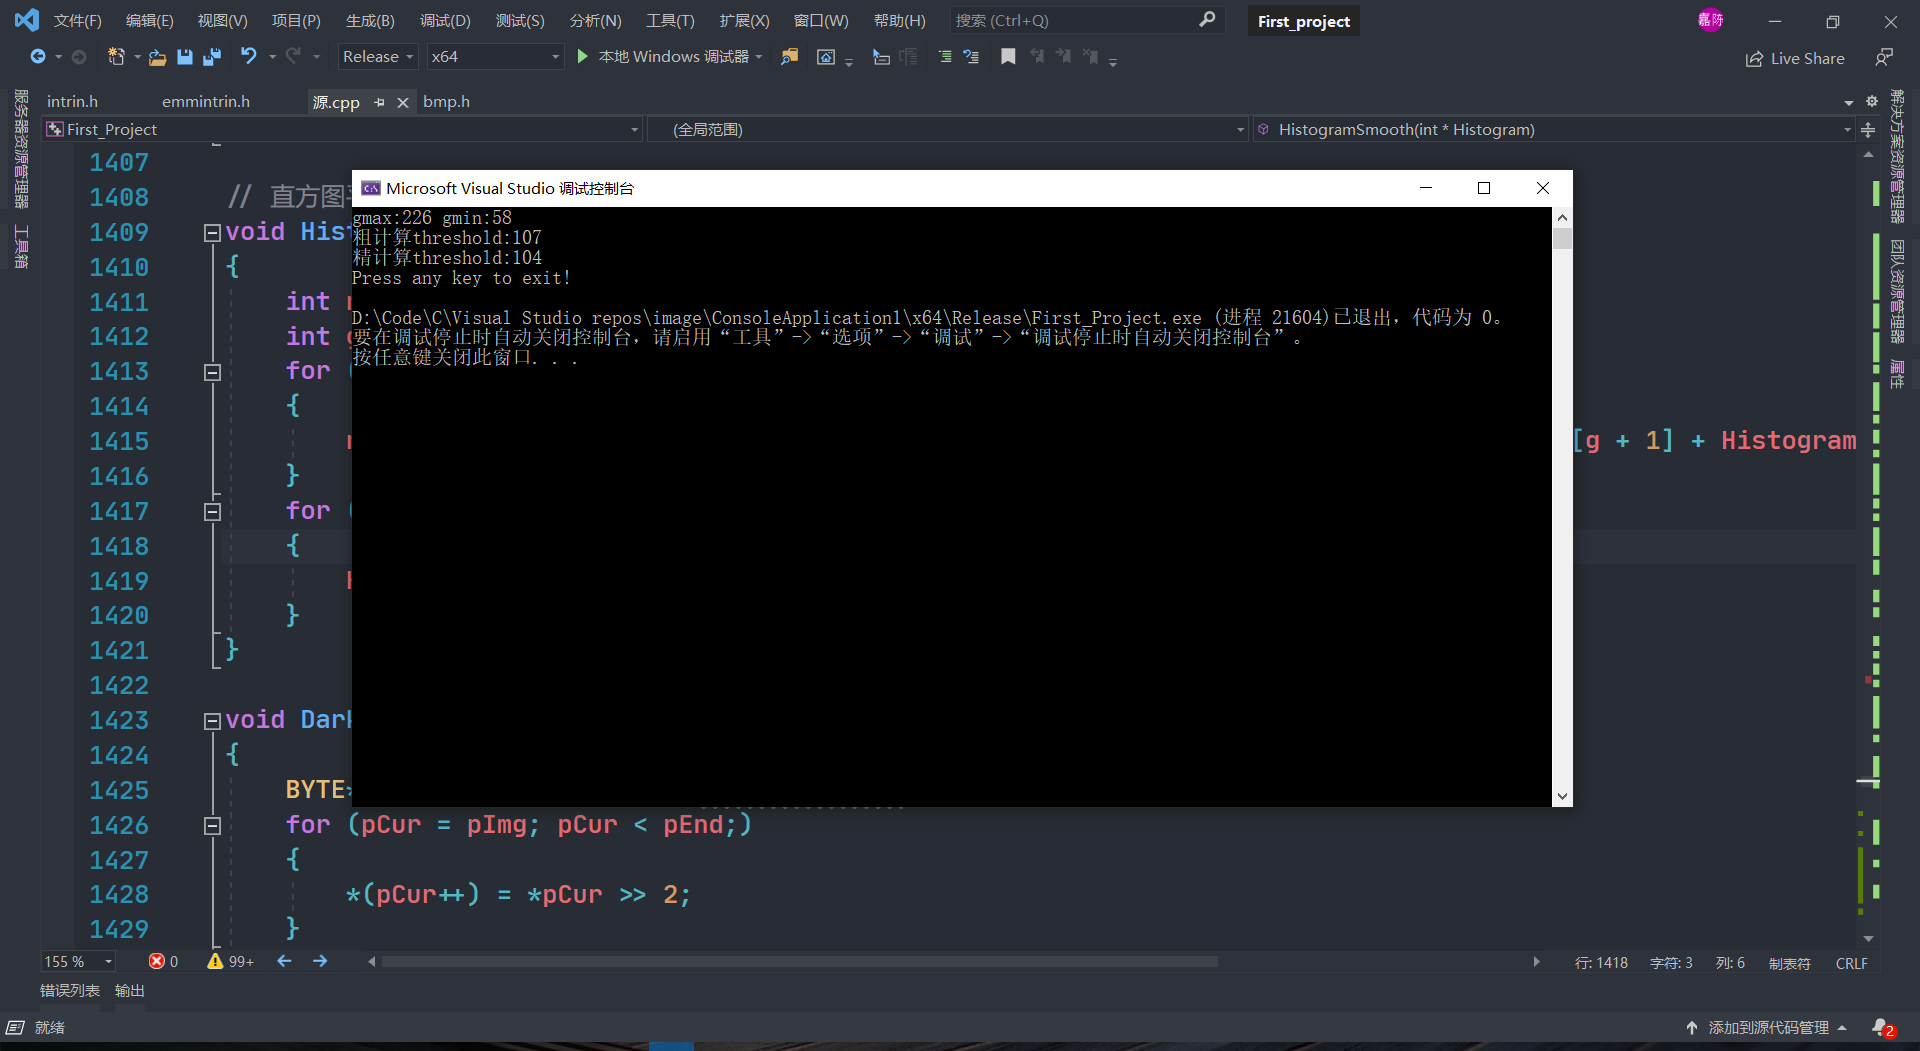 文件(F) 编辑(E) 视图(V) 项目(P) 生成(B) 调试(D) 测试(S) 分析(N) 工具(T) 扩展(X) 窗口(W) 帮助(H) 搜索 (Ctrl+Q) First_project 嘉陈
Release x64 本地 Windows 调试器 Live Share
服务器资源管理器
工具箱
intrin.h emmintrin.h 源.cpp bmp.h
First_Project (全局范围) HistogramSmooth(int * Histogram)
解决方案资源管理器
团队资源管理器
属性
1407
1408 // 直方图
1409 void His
1410 {
1411 int
1412 int
1413 for
1414 {
1415 [g + 1] + Histogram
1416 }
1417 for
1418 {
1419
1420 }
1421 }
1422
1423 void Dark
1424 {
1425 BYTE*
1426 for (pCur = pImg; pCur < pEnd;)
1427 {
1428 *(pCur++) = *pCur >> 2;
1429 }
Microsoft Visual Studio 调试控制台
gmax:226 gmin:58
粗计算threshold:107
精计算threshold:104
Press any key to exit!
D:\Code\C\Visual Studio repos\image\ConsoleApplication1\x64\Release\First_Project.exe (进程 21604)已退出，代码为 0。
要在调试停止时自动关闭控制台，请启用“工具”->“选项”->“调试”->“调试停止时自动关闭控制台”。
按任意键关闭此窗口. . .
155 % 0 99+ 行: 1418 字符: 3 列: 6 制表符 CRLF
错误列表 输出
就绪 添加到源代码管理 2